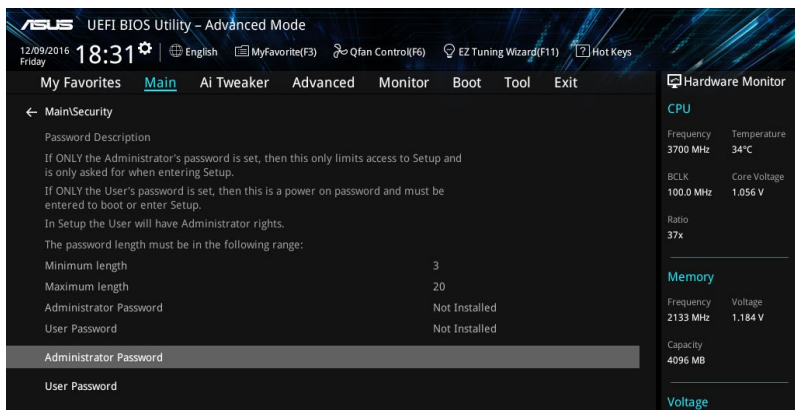 ASUS UEFI BIOS Utility – Advanced Mode
12/09/2016 Friday 18:31 English MyFavorite(F3) Qfan Control(F6) EZ Tuning Wizard(F11) ? Hot Keys
My Favorites Main Ai Tweaker Advanced Monitor Boot Tool Exit
← Main\Security
Password Description
If ONLY the Administrator's password is set, then this only limits access to Setup and
is only asked for when entering Setup.
If ONLY the User's password is set, then this is a power on password and must be
entered to boot or enter Setup.
In Setup the User will have Administrator rights.
The password length must be in the following range:
Minimum length 3
Maximum length 20
Administrator Password Not Installed
User Password Not Installed
Administrator Password
User Password
Hardware Monitor
CPU
Frequency Temperature
3700 MHz 34°C
BCLK Core Voltage
100.0 MHz 1.056 V
Ratio
37x
Memory
Frequency Voltage
2133 MHz 1.184 V
Capacity
4096 MB
Voltage